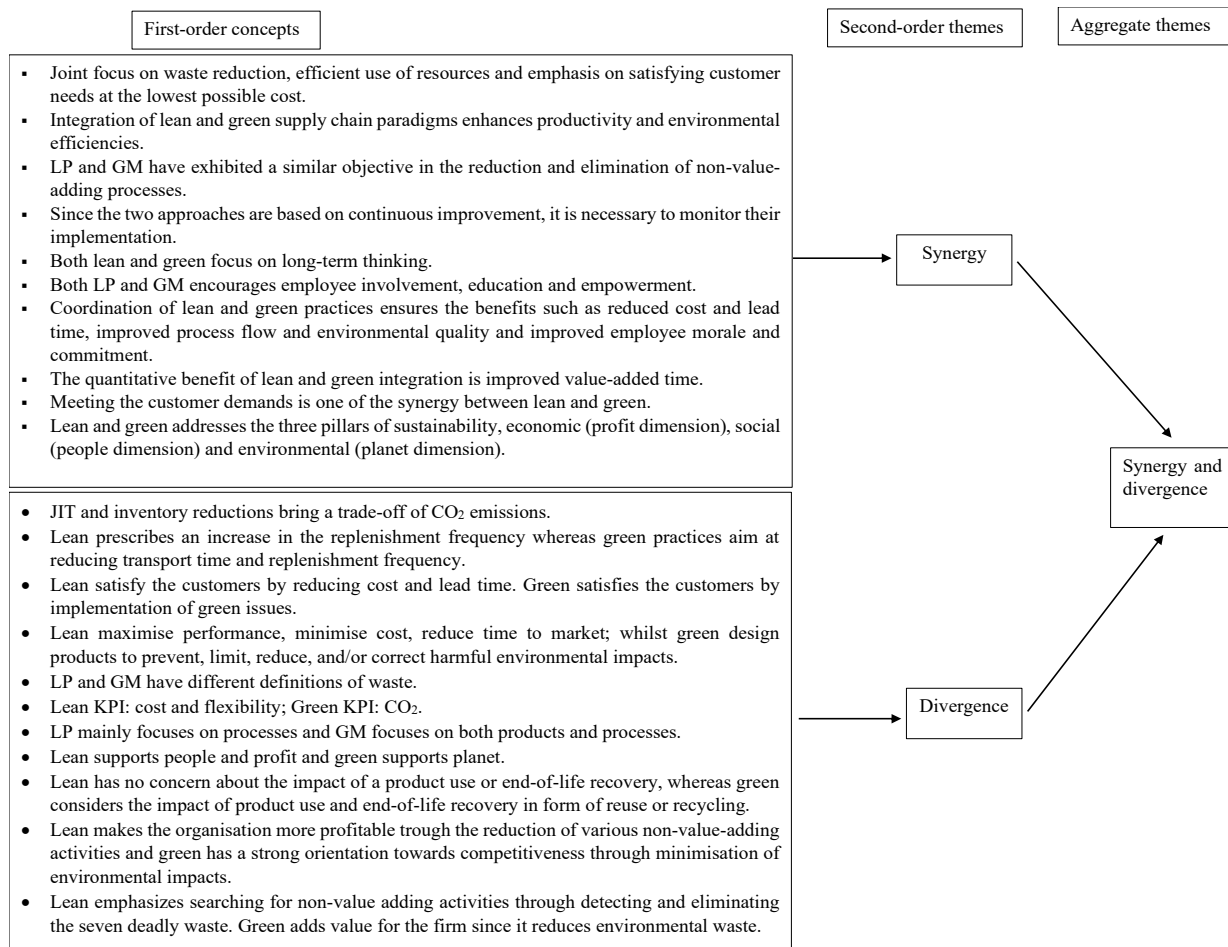 First-order concepts
Second-order themes
Aggregate themes
▪ Joint focus on waste reduction, efficient use of resources and emphasis on satisfying customer
needs at the lowest possible cost.
▪ Integration of lean and green supply chain paradigms enhances productivity and environmental
efficiencies.
▪ LP and GM have exhibited a similar objective in the reduction and elimination of non-value-
adding processes.
▪ Since the two approaches are based on continuous improvement, it is necessary to monitor their
implementation.
▪ Both lean and green focus on long-term thinking.
▪ Both LP and GM encourages employee involvement, education and empowerment.
▪ Coordination of lean and green practices ensures the benefits such as reduced cost and lead
time, improved process flow and environmental quality and improved employee morale and
commitment.
▪ The quantitative benefit of lean and green integration is improved value-added time.
▪ Meeting the customer demands is one of the synergy between lean and green.
▪ Lean and green addresses the three pillars of sustainability, economic (profit dimension), social
(people dimension) and environmental (planet dimension).
Synergy
Synergy and
divergence
• JIT and inventory reductions bring a trade-off of CO₂ emissions.
• Lean prescribes an increase in the replenishment frequency whereas green practices aim at
reducing transport time and replenishment frequency.
• Lean satisfy the customers by reducing cost and lead time. Green satisfies the customers by
implementation of green issues.
• Lean maximise performance, minimise cost, reduce time to market; whilst green design
products to prevent, limit, reduce, and/or correct harmful environmental impacts.
• LP and GM have different definitions of waste.
• Lean KPI: cost and flexibility; Green KPI: CO₂.
• LP mainly focuses on processes and GM focuses on both products and processes.
• Lean supports people and profit and green supports planet.
• Lean has no concern about the impact of a product use or end-of-life recovery, whereas green
considers the impact of product use and end-of-life recovery in form of reuse or recycling.
• Lean makes the organisation more profitable trough the reduction of various non-value-adding
activities and green has a strong orientation towards competitiveness through minimisation of
environmental impacts.
• Lean emphasizes searching for non-value adding activities through detecting and eliminating
the seven deadly waste. Green adds value for the firm since it reduces environmental waste.
Divergence